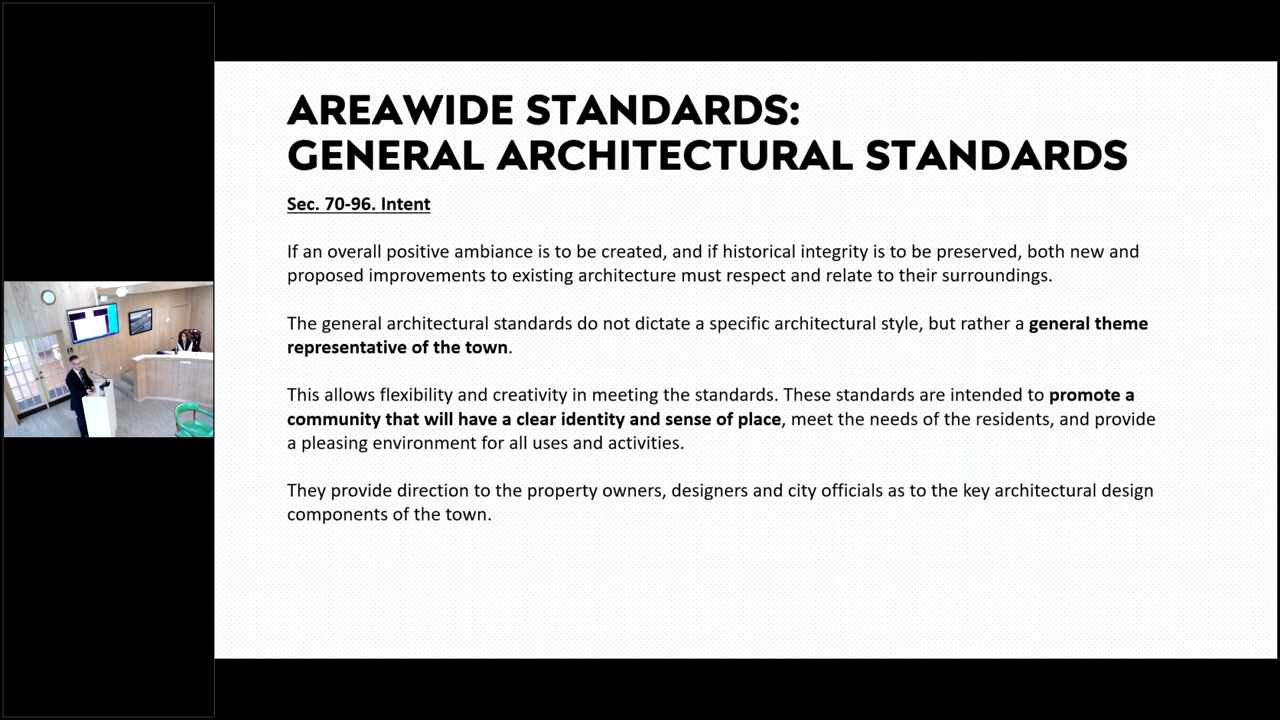 AREAWIDE STANDARDS:
GENERAL ARCHITECTURAL STANDARDS
Sec. 70-96. Intent
If an overall positive ambiance is to be created, and if historical integrity is to be preserved, both new and
proposed improvements to existing architecture must respect and relate to their surroundings.
The general architectural standards do not dictate a specific architectural style, but rather a general theme
representative of the town.
This allows flexibility and creativity in meeting the standards. These standards are intended to promote a
community that will have a clear identity and sense of place, meet the needs of the residents, and provide
a pleasing environment for all uses and activities.
They provide direction to the property owners, designers and city officials as to the key architectural design
components of the town.